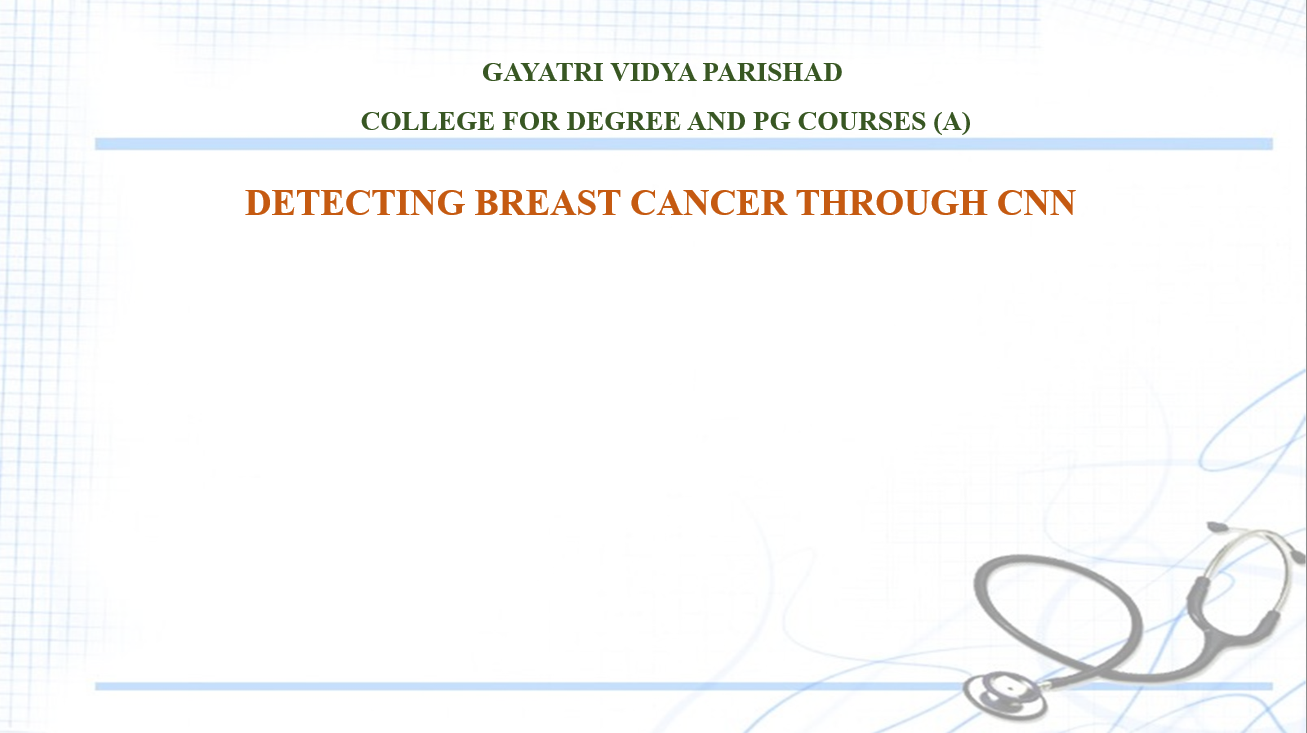 GAYATRI VIDYA PARISHAD
COLLEGE FOR DEGREE AND PG COURSES (A)
DETECTING BREAST CANCER THROUGH CNN